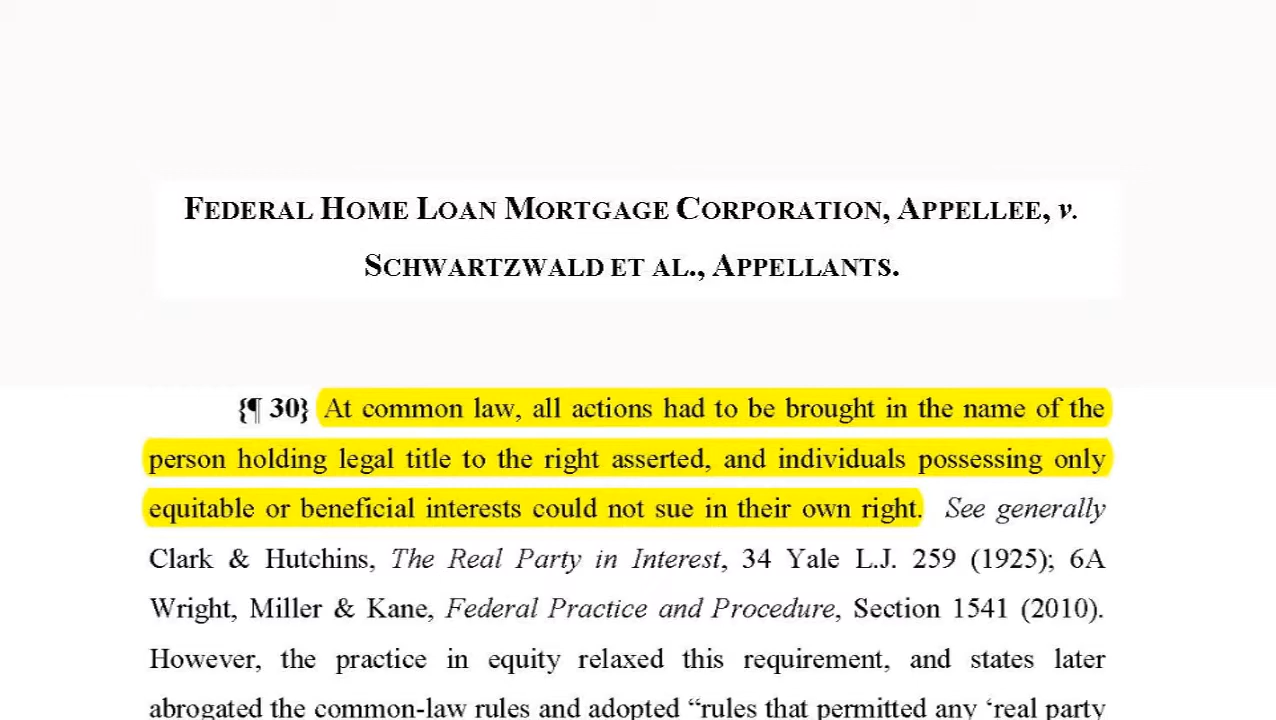 FEDERAL HOME LOAN MORTGAGE CORPORATION, APPELLEE, v.
SCHWARTZWALD ET AL., APPELLANTS.
{¶ 30} At common law, all actions had to be brought in the name of the
person holding legal title to the right asserted, and individuals possessing only
equitable or beneficial interests could not sue in their own right. See generally
Clark & Hutchins, The Real Party in Interest, 34 Yale L.J. 259 (1925); 6A
Wright, Miller & Kane, Federal Practice and Procedure, Section 1541 (2010).
However, the practice in equity relaxed this requirement, and states later
abrogated the common-law rules and adopted “rules that permitted any ‘real party